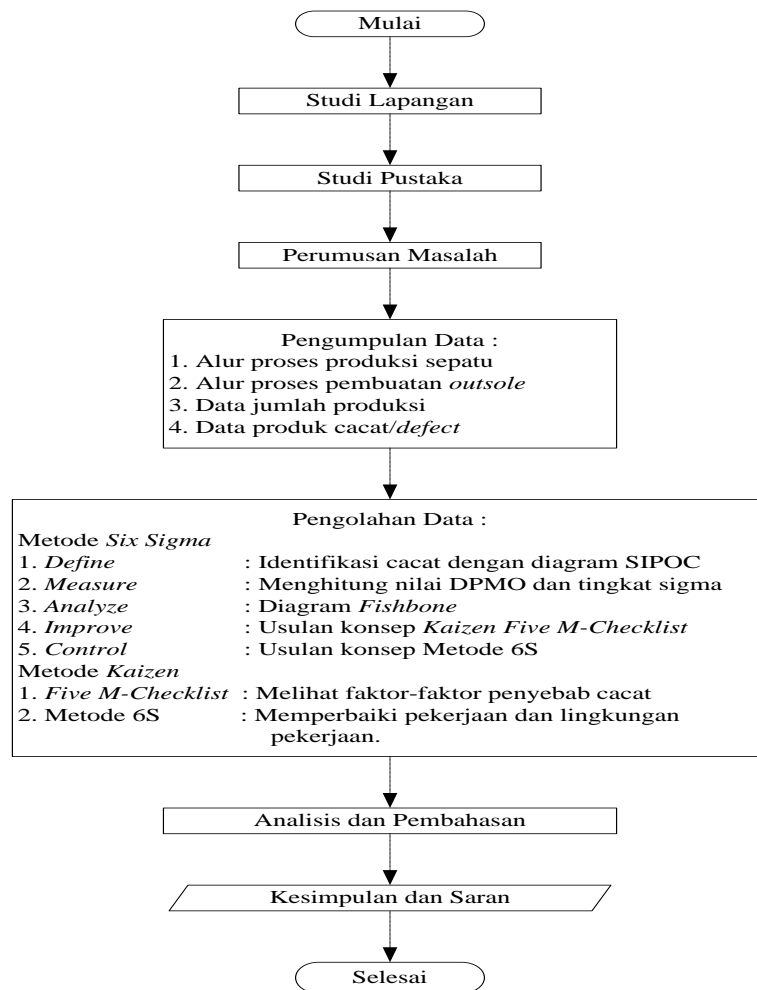 Mulai
Studi Lapangan
Studi Pustaka
Perumusan Masalah
Pengumpulan Data :
1. Alur proses produksi sepatu
2. Alur proses pembuatan outsole
3. Data jumlah produksi
4. Data produk cacat/defect
Pengolahan Data :
Metode Six Sigma
1. Define : Identifikasi cacat dengan diagram SIPOC
2. Measure : Menghitung nilai DPMO dan tingkat sigma
3. Analyze : Diagram Fishbone
4. Improve : Usulan konsep Kaizen Five M-Checklist
5. Control : Usulan konsep Metode 6S
Metode Kaizen
1. Five M-Checklist : Melihat faktor-faktor penyebab cacat
2. Metode 6S : Memperbaiki pekerjaan dan lingkungan
pekerjaan.
Analisis dan Pembahasan
Kesimpulan dan Saran
Selesai